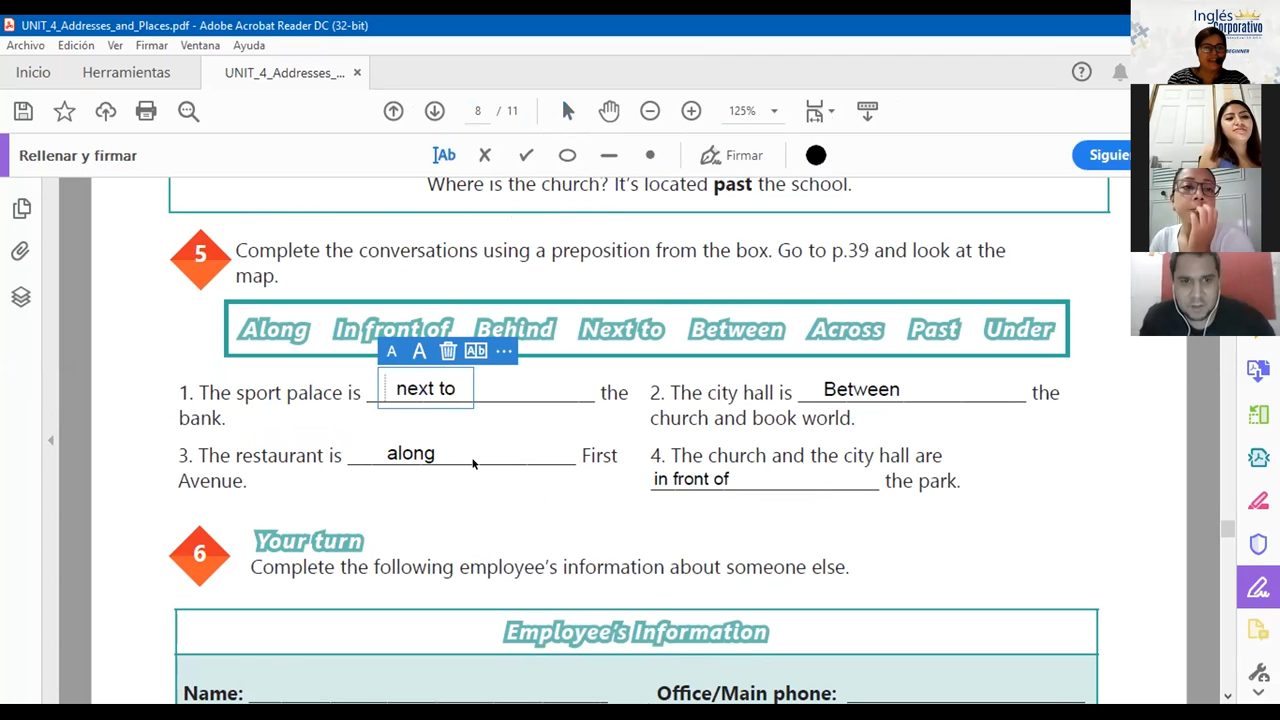 UNIT_4_Addresses_and_Places.pdf - Adobe Acrobat Reader DC (32-bit)
Archivo Edición Ver Firmar Ventana Ayuda
Inicio Herramientas UNIT_4_Addresses_... ×
8 / 11 125%
Rellenar y firmar Ab Firmar Siguie
Inglés
Corporativo
BEGINNER
Where is the church? It's located past the school.
5 Complete the conversations using a preposition from the box. Go to p.39 and look at the
map.
Along In front of Behind Next to Between Across Past Under
A A Ab ...
1. The sport palace is next to the
bank.
2. The city hall is Between the
church and book world.
3. The restaurant is along First
Avenue.
4. The church and the city hall are
in front of the park.
6 Your turn
Complete the following employee's information about someone else.
Employee's Information
Name: Office/Main phone: